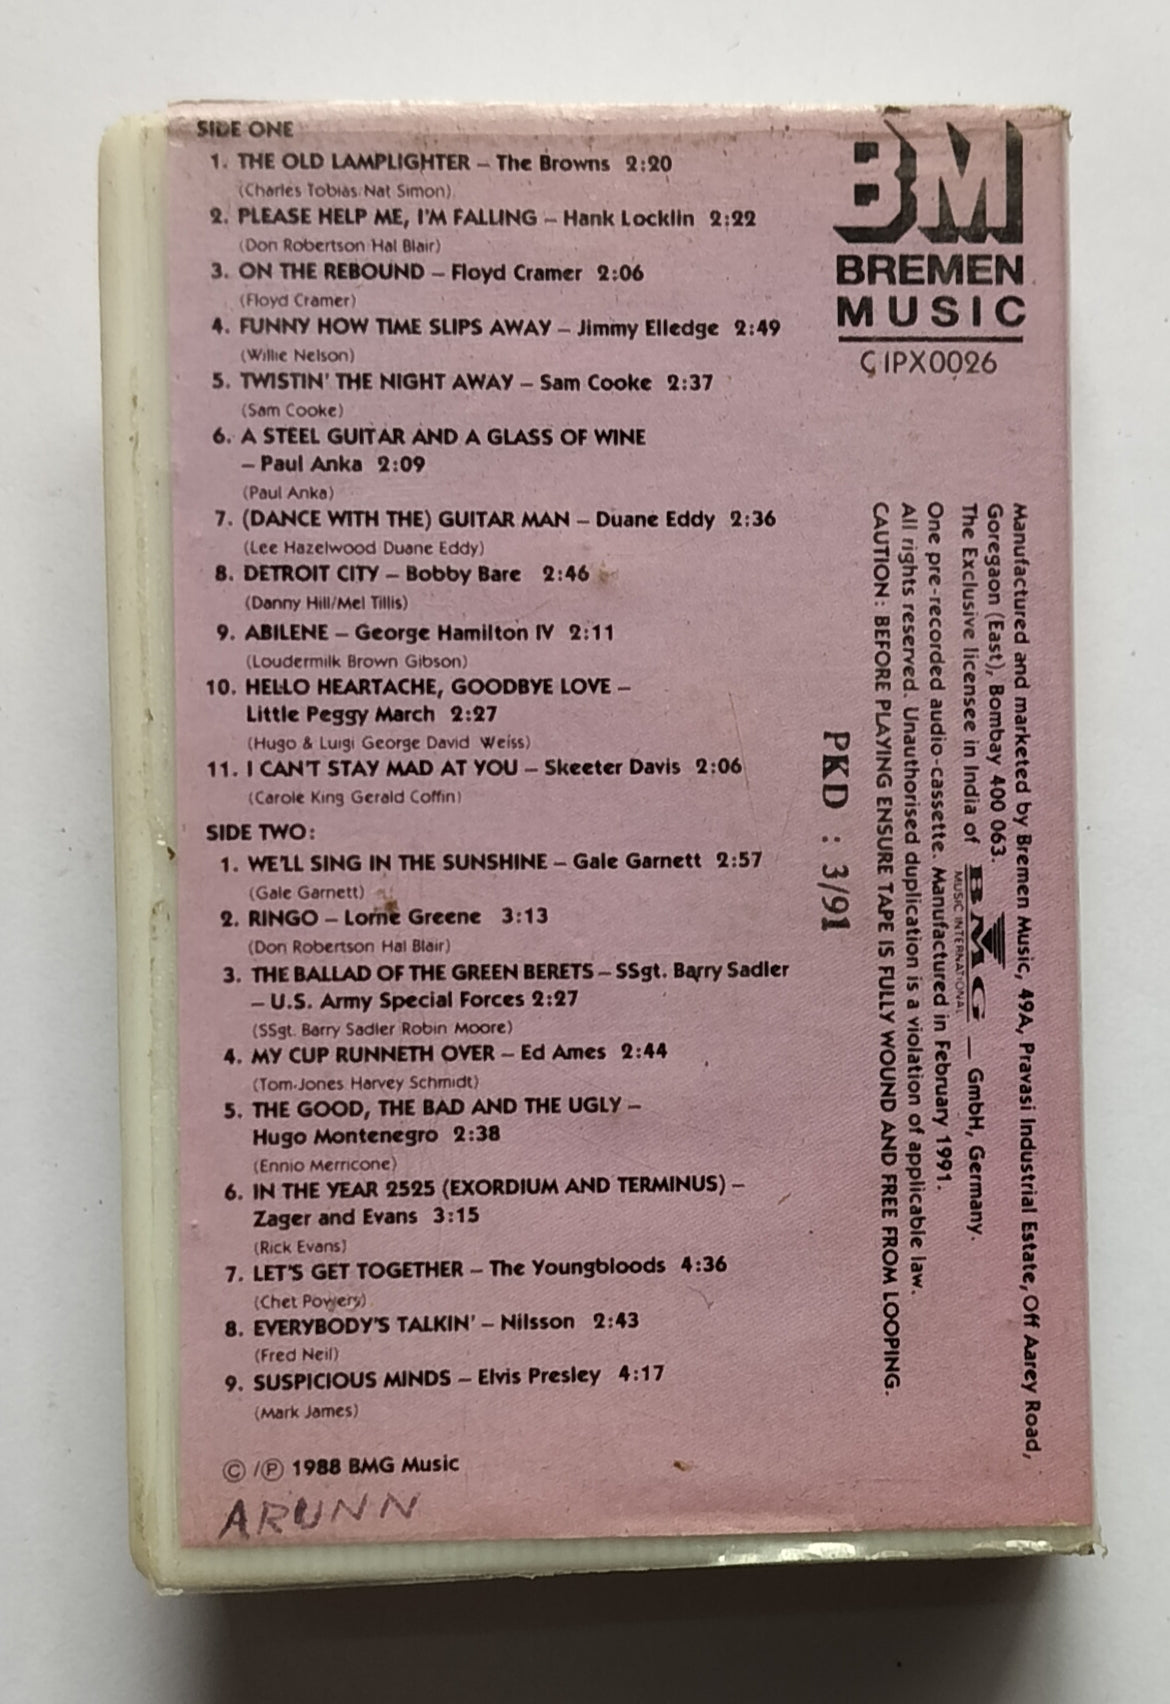 SIDE ONE
1. THE OLD LAMPLIGHTER – The Browns 2:20
(Charles Tobias/Nat Simon)
2. PLEASE HELP ME, I'M FALLING – Hank Locklin 2:22
(Don Robertson Hal Blair)
3. ON THE REBOUND – Floyd Cramer 2:06
(Floyd Cramer)
4. FUNNY HOW TIME SLIPS AWAY – Jimmy Elledge 2:49
(Willie Nelson)
5. TWISTIN' THE NIGHT AWAY – Sam Cooke 2:37
(Sam Cooke)
6. A STEEL GUITAR AND A GLASS OF WINE
– Paul Anka 2:09
(Paul Anka)
7. (DANCE WITH THE) GUITAR MAN – Duane Eddy 2:36
(Lee Hazelwood Duane Eddy)
8. DETROIT CITY – Bobby Bare 2:46
(Danny Hill/Mel Tillis)
9. ABILENE – George Hamilton IV 2:11
(Loudermilk Brown Gibson)
10. HELLO HEARTACHE, GOODBYE LOVE –
Little Peggy March 2:27
(Hugo & Luigi George David Weiss)
11. I CAN'T STAY MAD AT YOU – Skeeter Davis 2:06
(Carole King Gerald Coffin)
SIDE TWO:
1. WE'LL SING IN THE SUNSHINE – Gale Garnett 2:57
(Gale Garnett)
2. RINGO – Lorne Greene 3:13
(Don Robertson Hal Blair)
3. THE BALLAD OF THE GREEN BERETS – SSgt. Barry Sadler
– U.S. Army Special Forces 2:27
(SSgt. Barry Sadler Robin Moore)
4. MY CUP RUNNETH OVER – Ed Ames 2:44
(Tom Jones Harvey Schmidt)
5. THE GOOD, THE BAD AND THE UGLY –
Hugo Montenegro 2:38
(Ennio Merricone)
6. IN THE YEAR 2525 (EXORDIUM AND TERMINUS) –
Zager and Evans 3:15
(Rick Evans)
7. LET'S GET TOGETHER – The Youngbloods 4:36
(Chet Powers)
8. EVERYBODY'S TALKIN' – Nilsson 2:43
(Fred Neil)
9. SUSPICIOUS MINDS – Elvis Presley 4:17
(Mark James)
© /℗ 1988 BMG Music
ARUNN
BM
BREMEN
MUSIC
CIPX0026
Manufactured and marketed by Bremen Music, 49A, Pravasi Industrial Estate, Off Aarey Road,
Goregaon (East), Bombay 400 063.
The Exclusive licensee in India of BMG MUSIC INTERNATIONAL — GmbH, Germany.
One pre-recorded audio-cassette. Manufactured in February 1991.
All rights reserved. Unauthorised duplication is a violation of applicable law.
CAUTION: BEFORE PLAYING ENSURE TAPE IS FULLY WOUND AND FREE FROM LOOPING.
PKD : 3/91